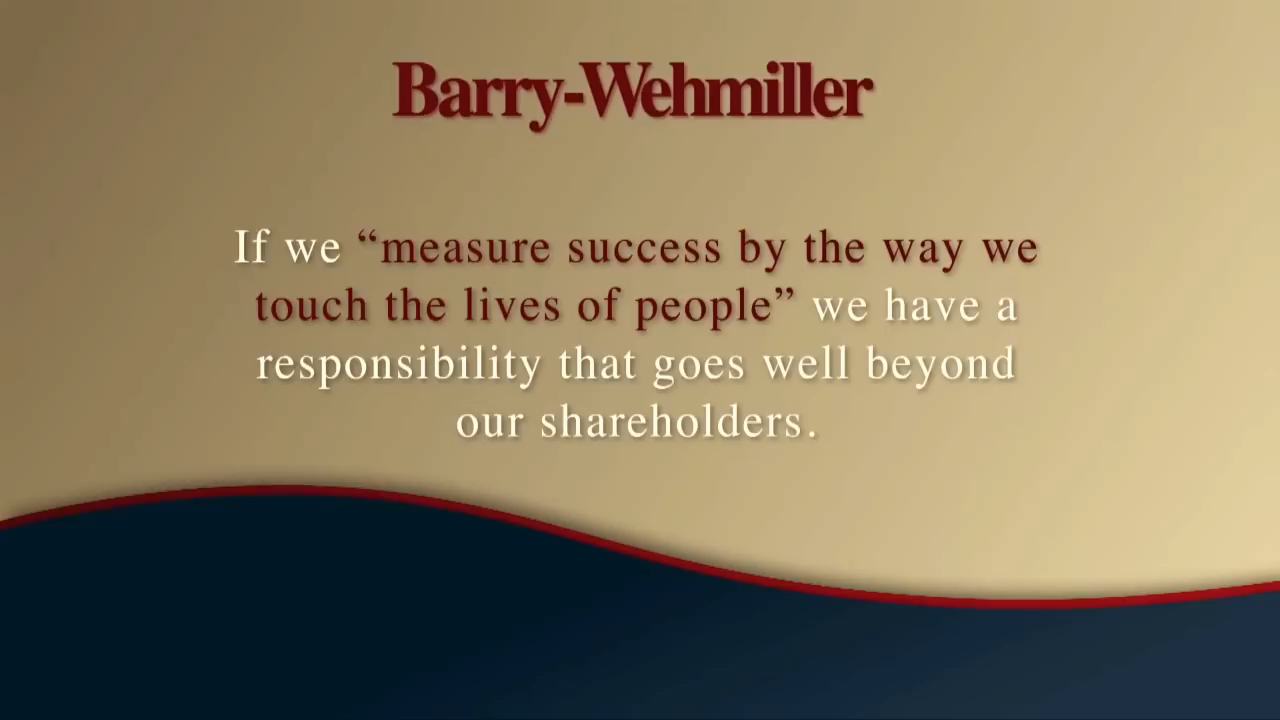 Barry-Wehmiller
If we “measure success by the way we
touch the lives of people” we have a
responsibility that goes well beyond
our shareholders.